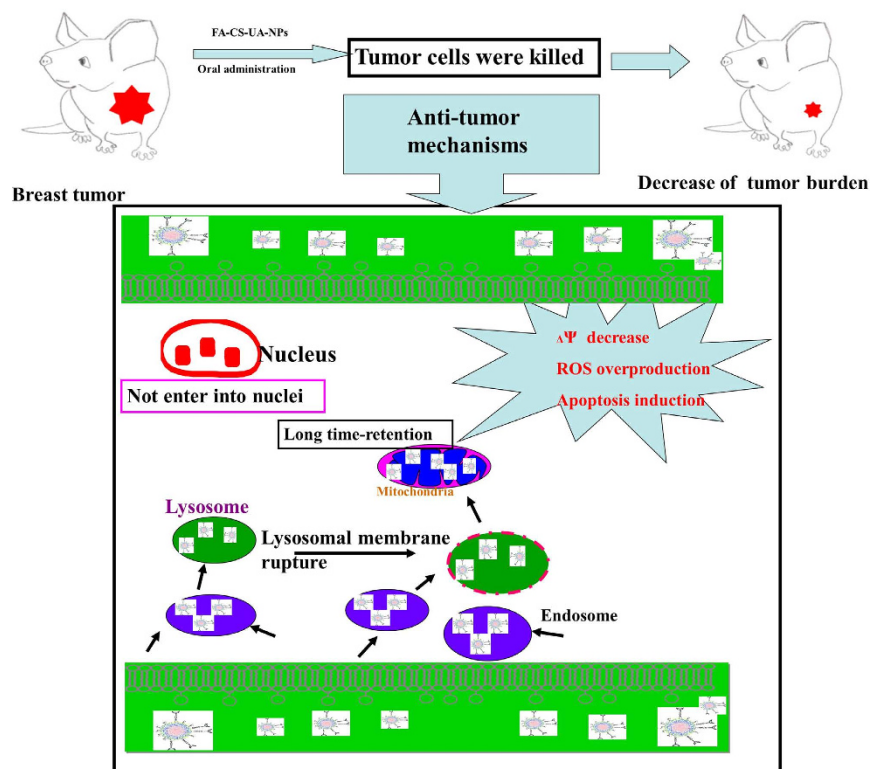 FA-CS-UA-NPs
Oral administration
Tumor cells were killed
Anti-tumor
mechanisms
Breast tumor
Decrease of tumor burden
ΔΨ decrease
ROS overproduction
Apoptosis induction
Nucleus
Not enter into nuclei
Long time-retention
Mitochondria
Lysosome
Lysosomal membrane
rupture
Endosome